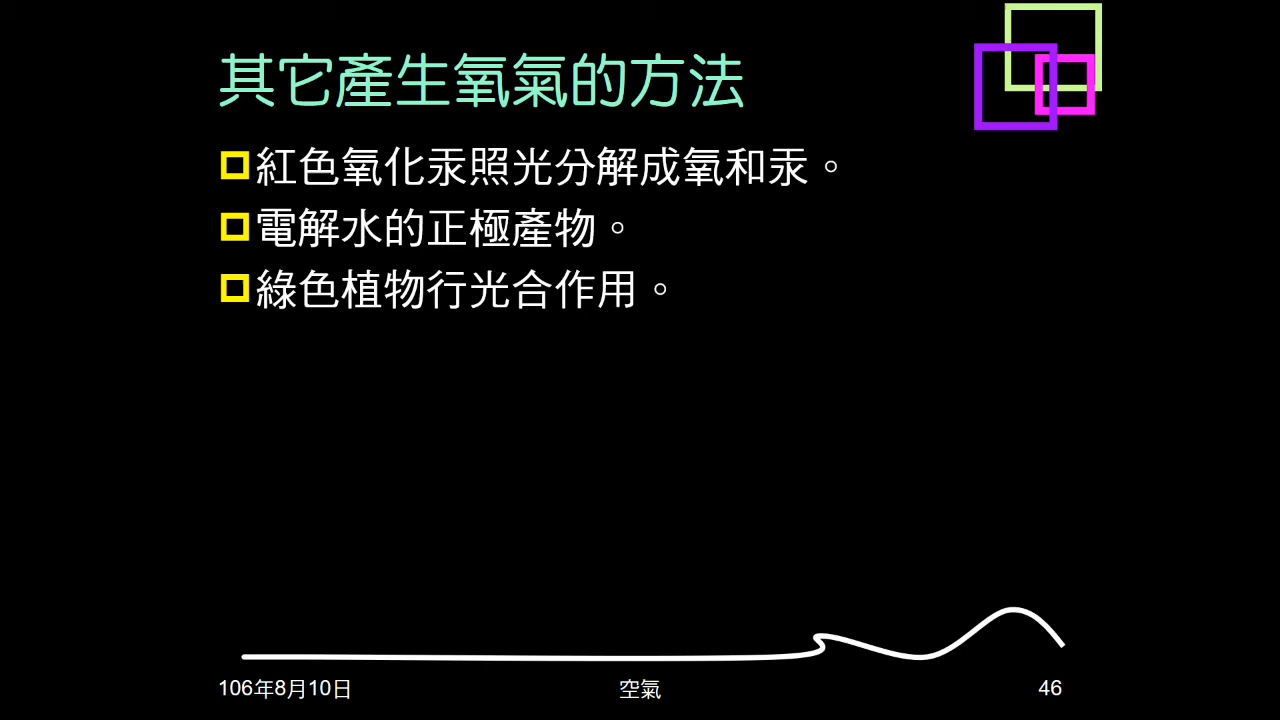 其它產生氧氣的方法
紅色氧化汞照光分解成氧和汞。
電解水的正極產物。
綠色植物行光合作用。
106年8月10日
空氣
46